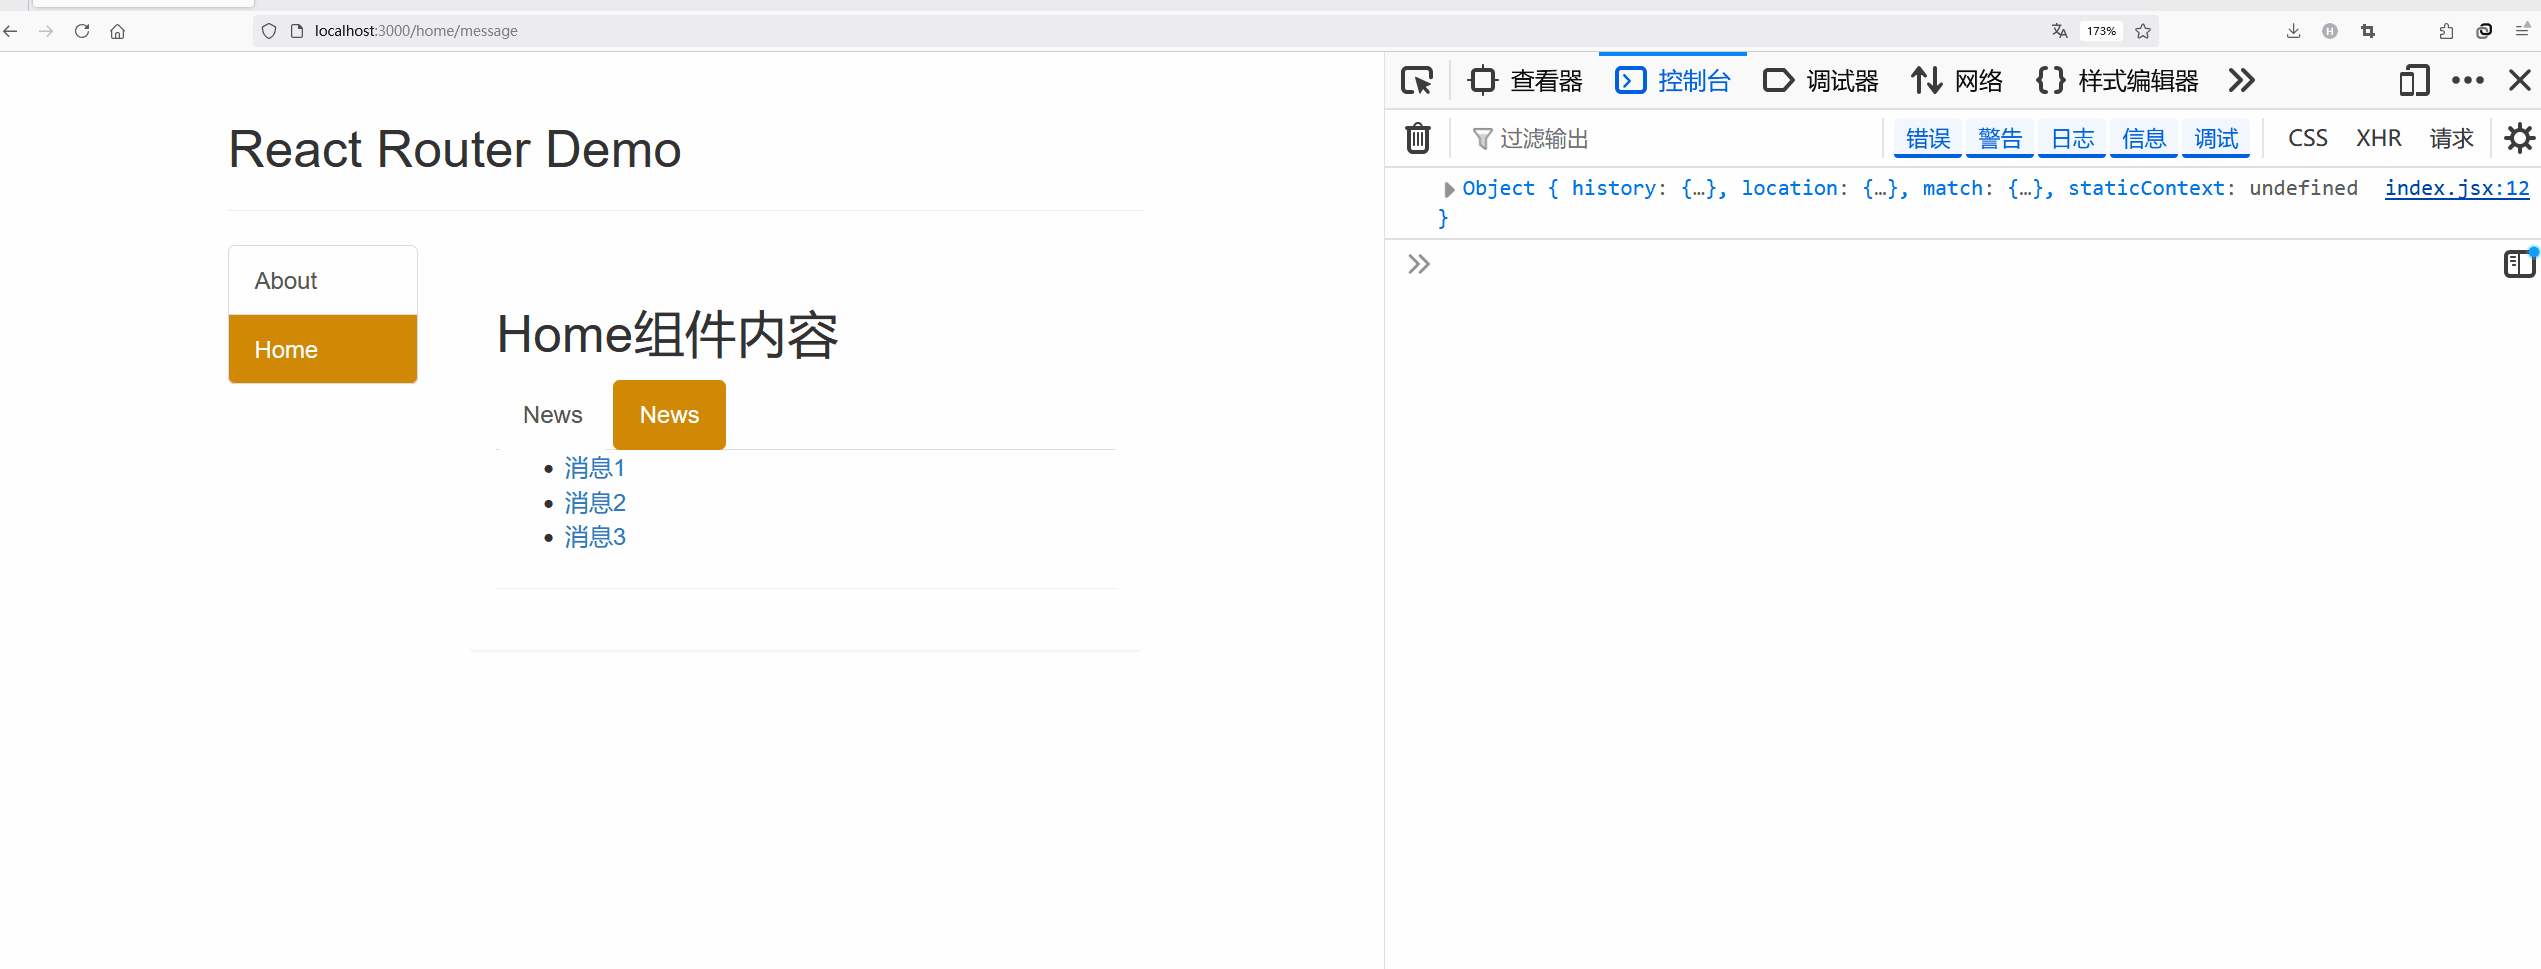 localhost:3000/home/message
173%
React Router Demo
About
Home
Home组件内容
News News
消息1
消息2
消息3
查看器 控制台 调试器 网络 样式编辑器
过滤输出 错误 警告 日志 信息 调试 CSS XHR 请求
Object { history: {…}, location: {…}, match: {…}, staticContext: undefined index.jsx:12
}